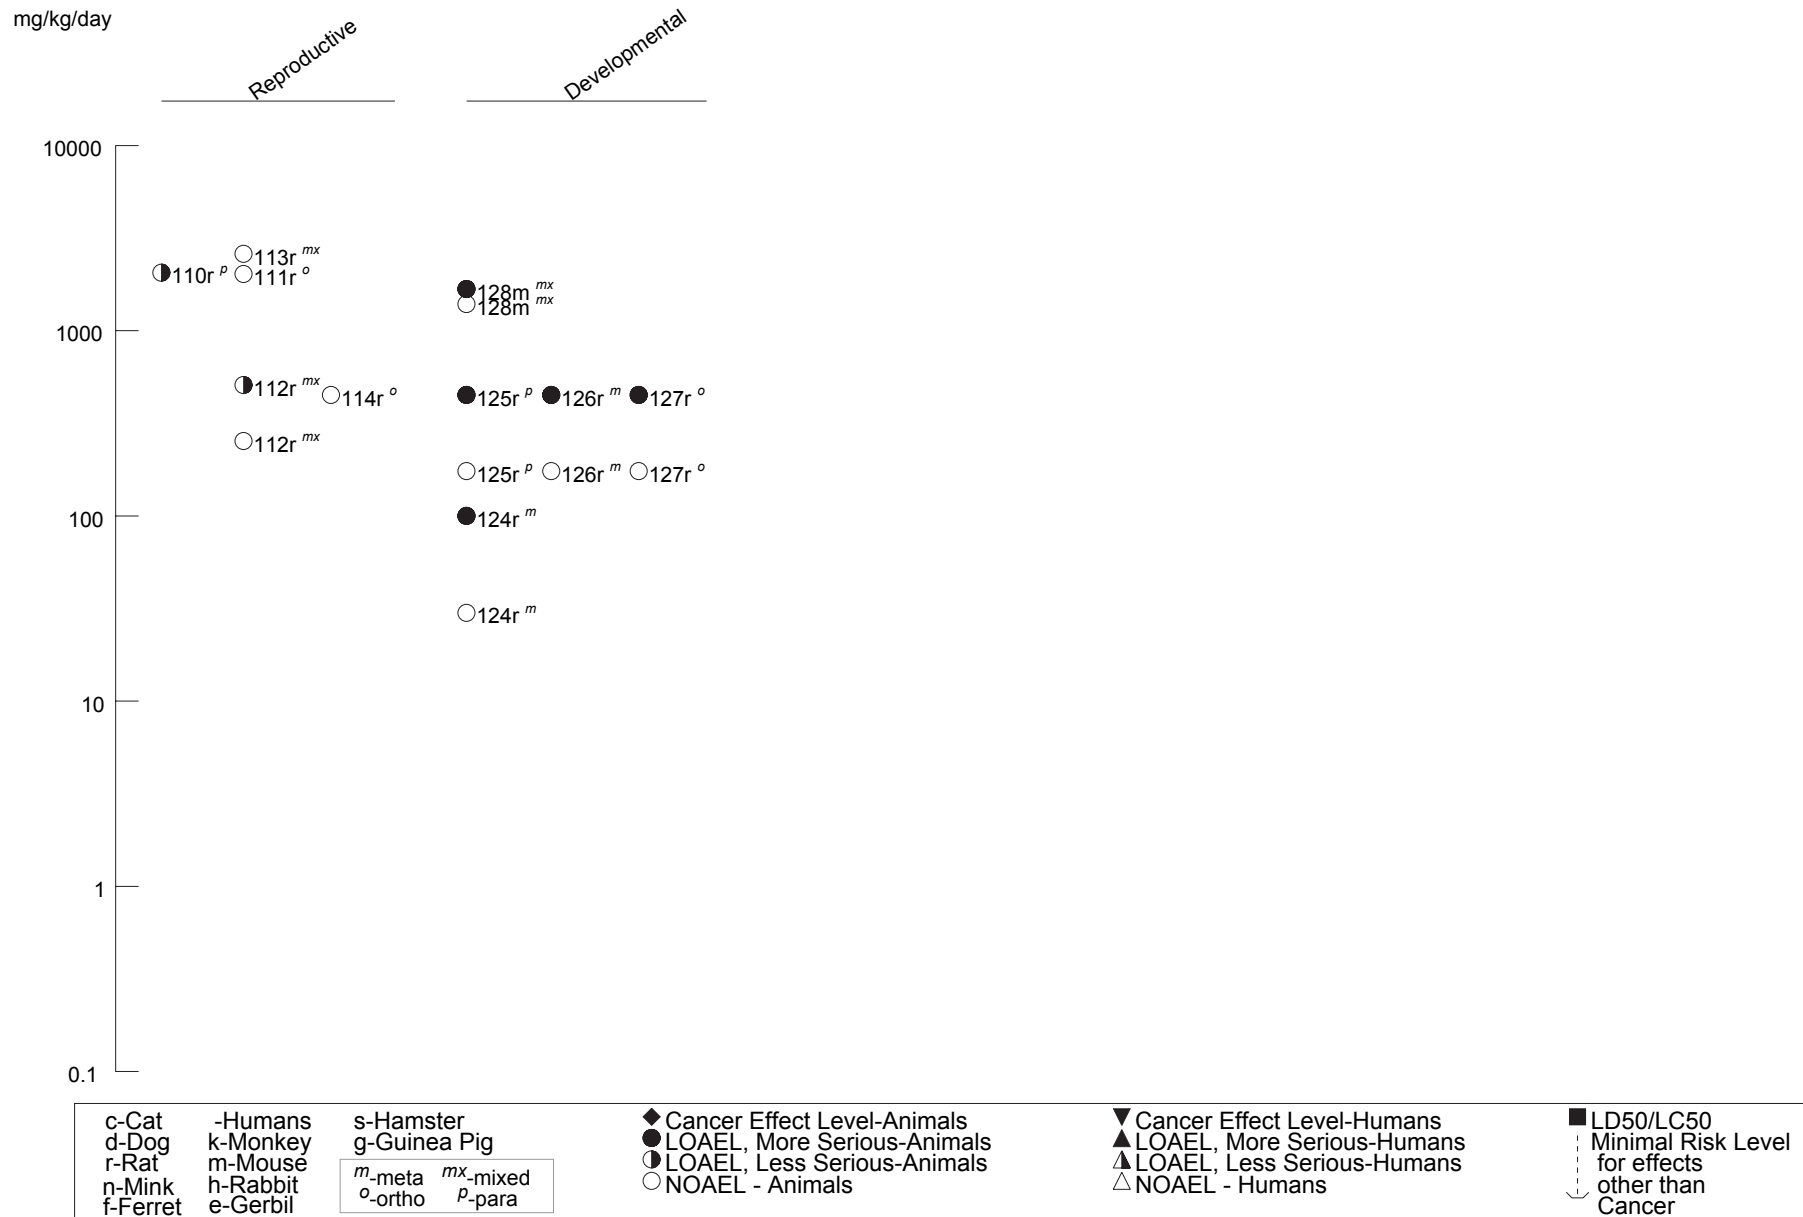 mg/kg/day
Reproductive
Developmental
10000
1000
100
10
1
0.1
113r mx
110r p
111r o
128m mx
128m mx
112r mx
114r o
125r p
126r m
127r o
112r mx
125r p
126r m
127r o
124r m
124r m
c-Cat
d-Dog
r-Rat
n-Mink
f-Ferret
-Humans
k-Monkey
m-Mouse
h-Rabbit
e-Gerbil
s-Hamster
g-Guinea Pig
m-meta mx-mixed
o-ortho p-para
Cancer Effect Level-Animals
LOAEL, More Serious-Animals
LOAEL, Less Serious-Animals
NOAEL - Animals
Cancer Effect Level-Humans
LOAEL, More Serious-Humans
LOAEL, Less Serious-Humans
NOAEL - Humans
LD50/LC50
Minimal Risk Level
for effects
other than
Cancer